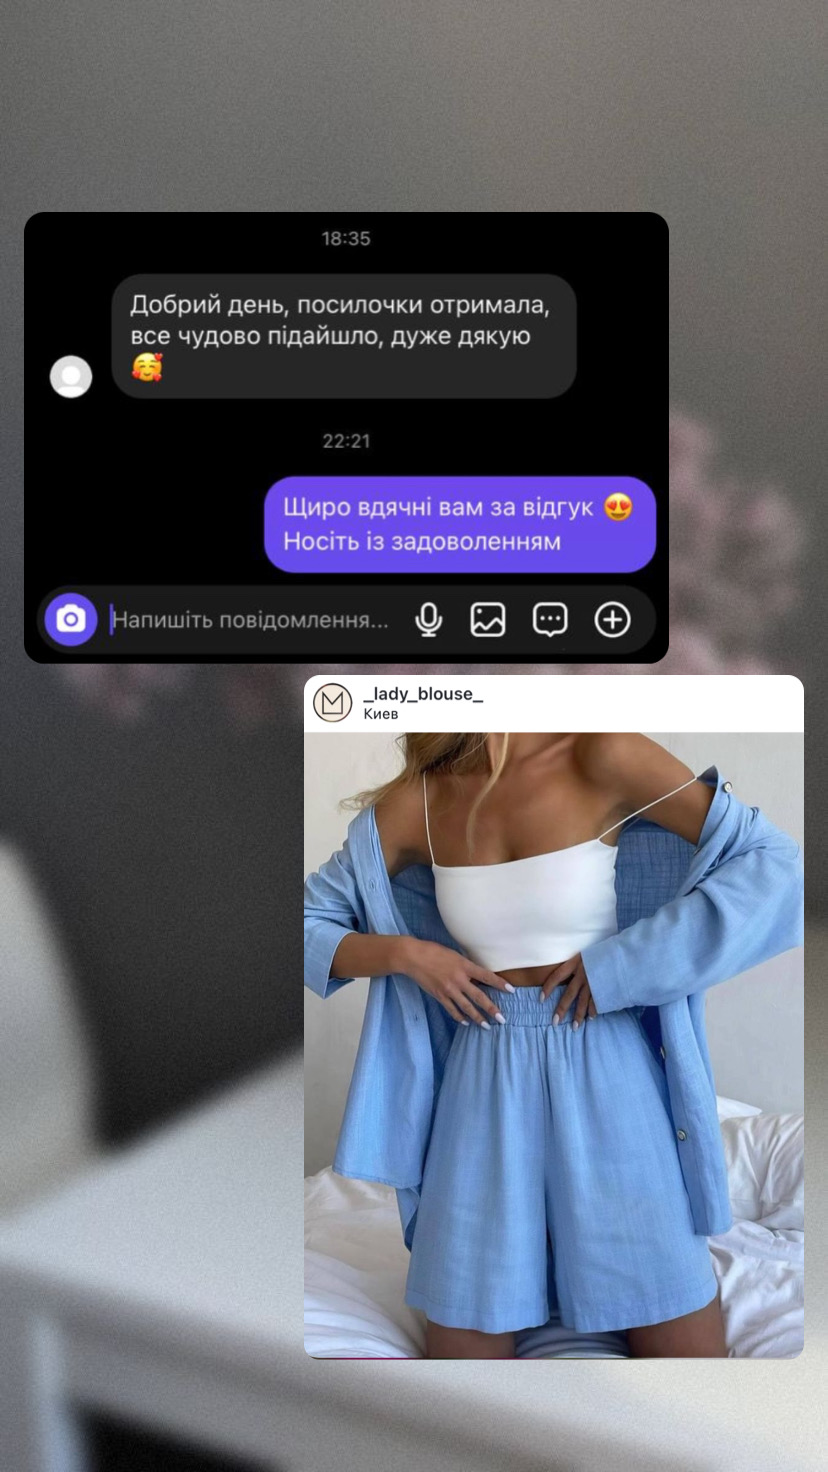 18:35
Добрий день, посилочки отримала,
все чудово підайшло, дуже дякую
🥰
22:21
Щиро вдячні вам за відгук 😍
Носіть із задоволенням
Напишіть повідомлення...
_lady_blouse_
Киев